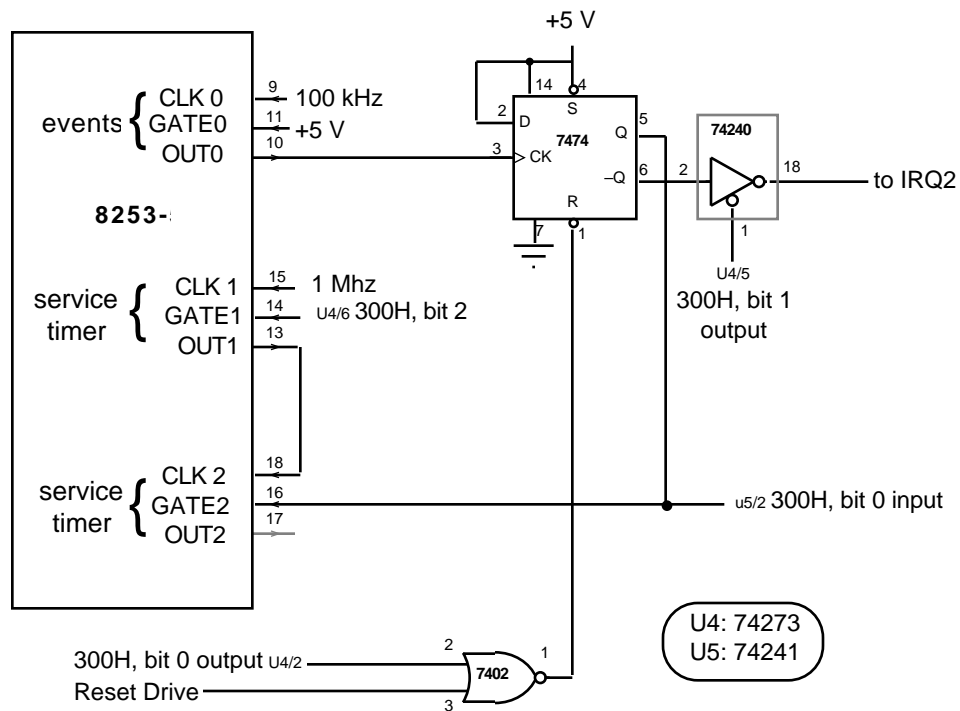 +5 V
CLK 0
9
100 kHz
events
GATE0
11
+5 V
OUT0
10
8253-
14
4
S
2
D
7474
5
Q
3
CK
6
–Q
R
7
1
74240
2
18
to IRQ2
1
U4/5
300H, bit 1
output
service
timer
CLK 1
15
1 Mhz
GATE1
14
U4/6 300H, bit 2
OUT1
13
service
timer
CLK 2
18
GATE2
16
u5/2 300H, bit 0 input
OUT2
17
U4: 74273
U5: 74241
300H, bit 0 output U4/2
2
7402
1
Reset Drive
3